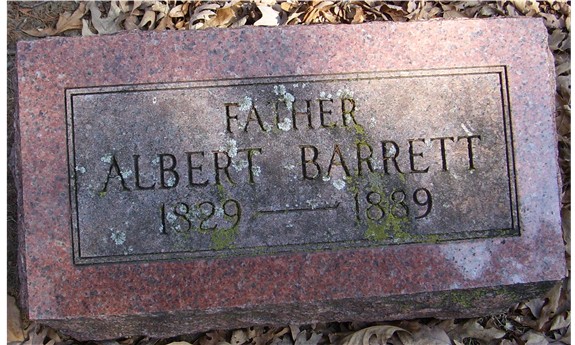 FATHER
ALBERT BARRETT
1829 — 1889